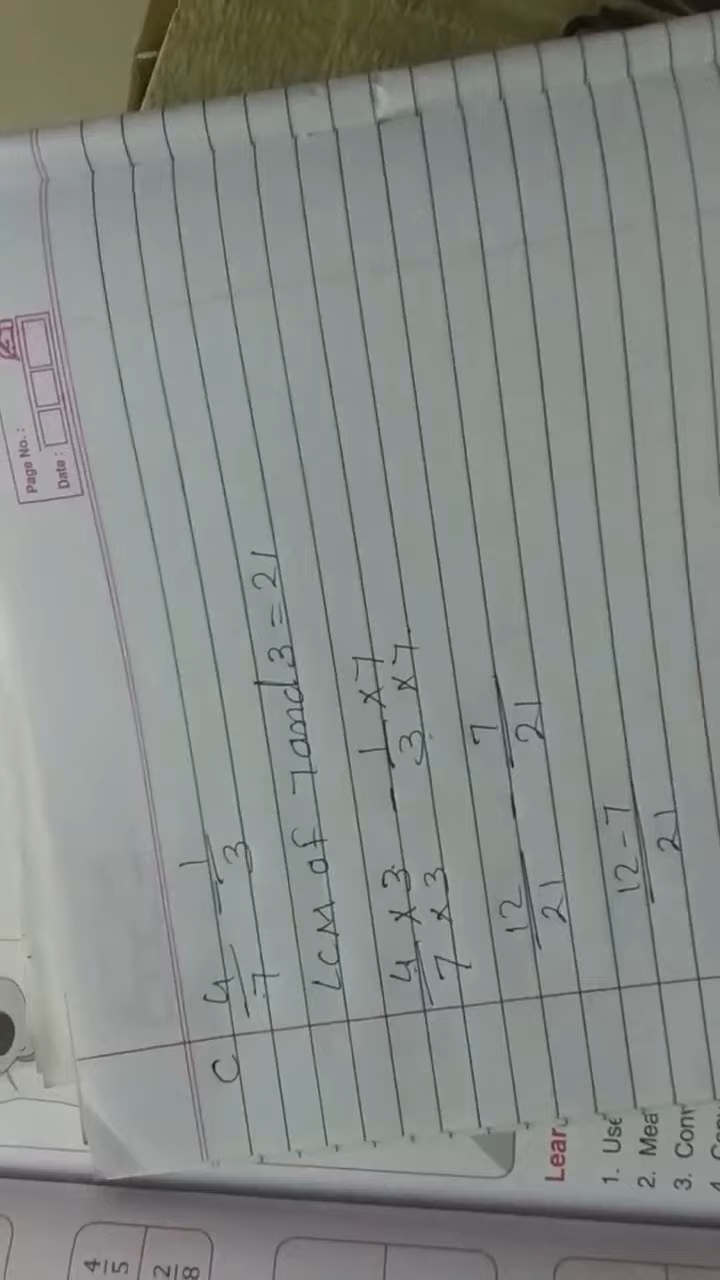 Page No. :
Date :
C 4/7 - 1/3
LCM of 7 and 3 = 21
4 × 3 / 7 × 3 - 1 × 7 / 3 × 7
12/21 - 7/21
12 - 7 / 21
Lear
1. Use
2. Mea
3. Con
4/5
2/8